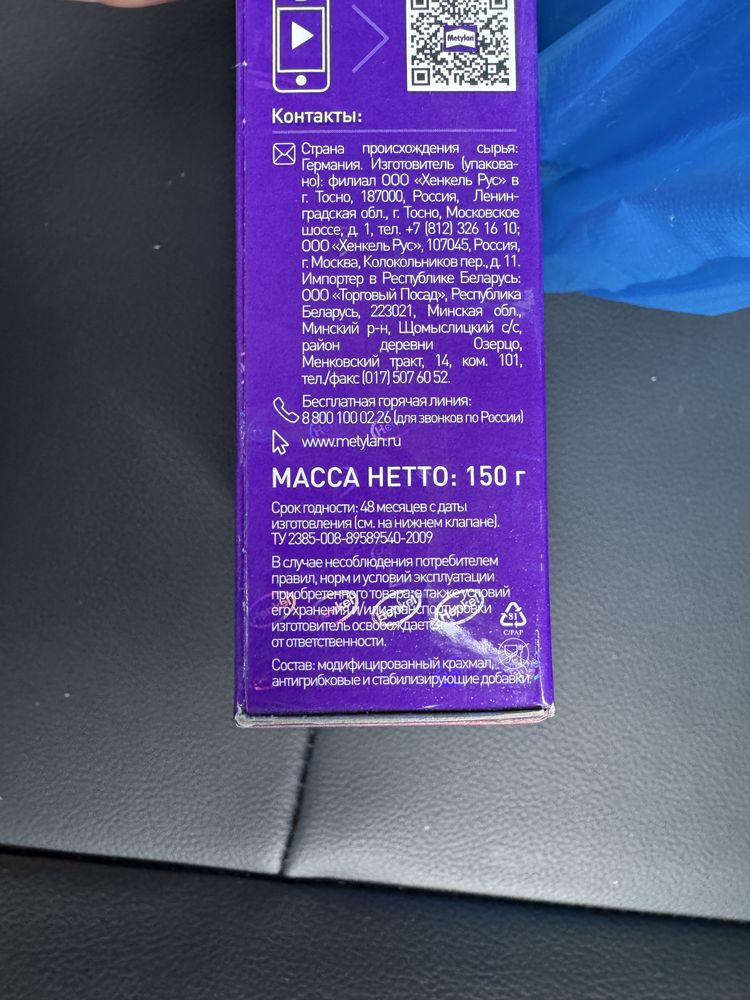 Metylan
Контакты:
Страна происхождения сырья:
Германия. Изготовитель (упакова-
но): филиал ООО «Хенкель Рус» в
г. Тосно, 187000, Россия, Ленин-
градская обл., г. Тосно, Московское
шоссе, д. 1, тел. +7 (812) 326 16 10;
ООО «Хенкель Рус», 107045, Россия,
г. Москва, Колокольников пер., д. 11.
Импортер в Республике Беларусь:
ООО «Торговый Посад», Республика
Беларусь, 223021, Минская обл.,
Минский р-н, Щомыслицкий с/с,
район деревни Озерцо,
Менковский тракт, 14, ком. 101,
тел./факс (017) 507 60 52.
Бесплатная горячая линия:
8 800 100 02 26 (для звонков по России)
www.metylan.ru
МАССА НЕТТО: 150 г
Срок годности: 48 месяцев с даты
изготовления (см. на нижнем клапане).
ТУ 2385-008-89589540-2009
В случае несоблюдения потребителем
правил, норм и условий эксплуатации
приобретенного товара, а также условий
его хранения и или транспортировки
изготовитель освобождается
от ответственности.
Henkel Henkel
81
C/PAP
Состав: модифицированный крахмал,
антигрибковые и стабилизирующие добавки.